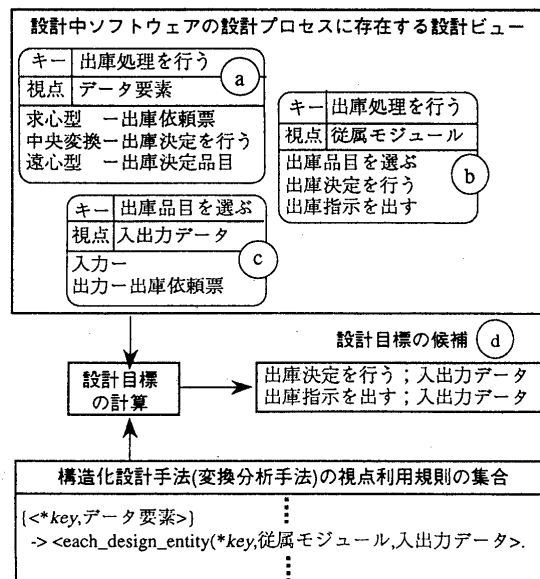 設計中ソフトウェアの設計プロセスに存在する設計ビュー
キー 出庫処理を行う
視点 データ要素
a
求心型 ー出庫依頼票
中央変換ー出庫決定を行う
遠心型 ー出庫決定品目
キー 出庫処理を行う
視点 従属モジュール
出庫品目を選ぶ
出庫決定を行う
出庫指示を出す
b
キー 出庫品目を選ぶ
視点 入出力データ
入力ー
出力ー出庫依頼票
c
設計目標の候補 d
設計目標
の計算
出庫決定を行う；入出力データ
出庫指示を出す；入出力データ
構造化設計手法(変換分析手法)の視点利用規則の集合
{<*key,データ要素>}
-> <each_design_entity(*key,従属モジュール,入出力データ>.